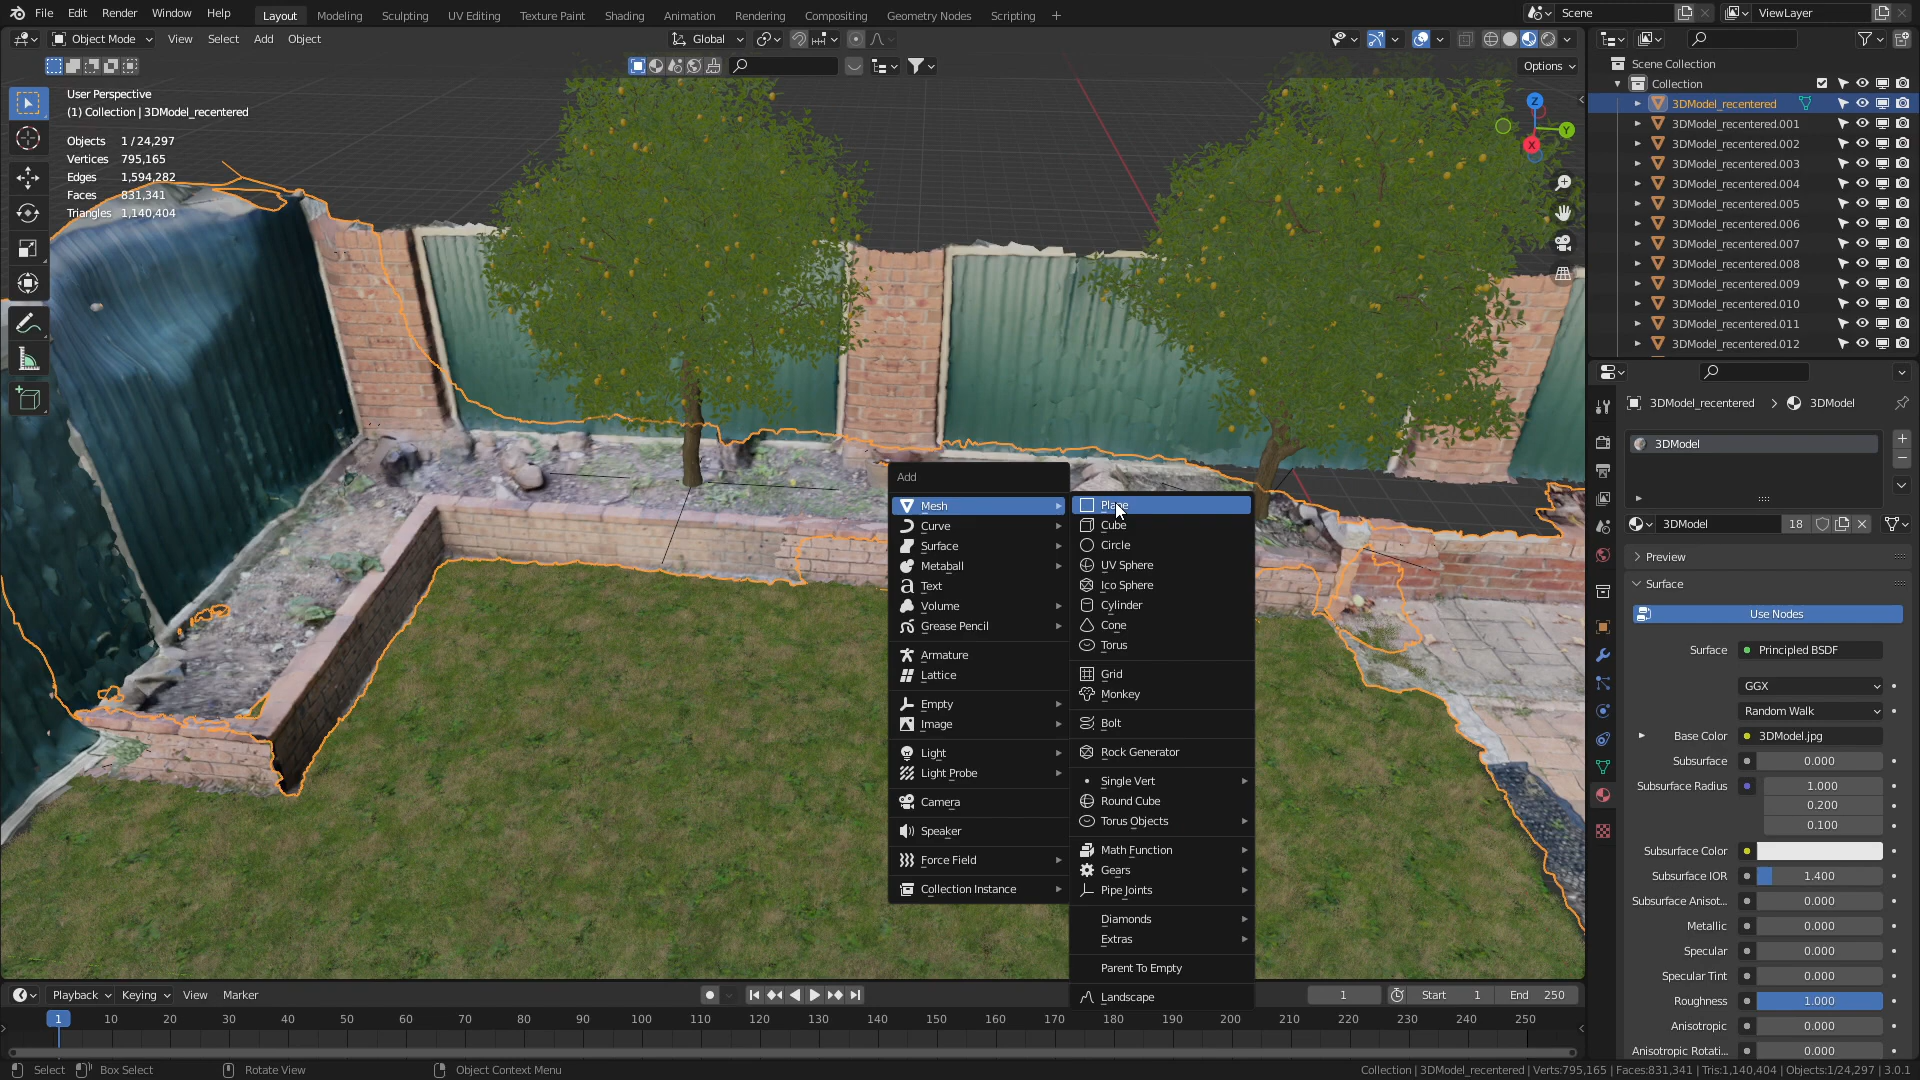 File Edit Render Window Help Layout Modeling Sculpting UV Editing Texture Paint Shading Animation Rendering Compositing Geometry Nodes Scripting + Scene ViewLayer
Object Mode View Select Add Object Global
Options
User Perspective
(1) Collection | 3DModel_recentered
Objects 1 / 24,297
Vertices 795,165
Edges 1,594,282
Faces 831,341
Triangles 1,140,404
Z
Y
X
Add
Mesh
Curve
Surface
Metaball
Text
Volume
Grease Pencil
Armature
Lattice
Empty
Image
Light
Light Probe
Camera
Speaker
Force Field
Collection Instance
Plane
Cube
Circle
UV Sphere
Ico Sphere
Cylinder
Cone
Torus
Grid
Monkey
Bolt
Rock Generator
Single Vert
Round Cube
Torus Objects
Math Function
Gears
Pipe Joints
Diamonds
Extras
Parent To Empty
Landscape
Scene Collection
Collection
3DModel_recentered
3DModel_recentered.001
3DModel_recentered.002
3DModel_recentered.003
3DModel_recentered.004
3DModel_recentered.005
3DModel_recentered.006
3DModel_recentered.007
3DModel_recentered.008
3DModel_recentered.009
3DModel_recentered.010
3DModel_recentered.011
3DModel_recentered.012
3DModel_recentered 3DModel
3DModel
3DModel 18
Preview
Surface
Use Nodes
Surface Principled BSDF
GGX
Random Walk
Base Color 3DModel.jpg
Subsurface 0.000
Subsurface Radius 1.000
0.200
0.100
Subsurface Color
Subsurface IOR 1.400
Subsurface Anisot... 0.000
Metallic 0.000
Specular 0.000
Specular Tint 0.000
Roughness 1.000
Anisotropic 0.000
Anisotropic Rotati... 0.000
Playback Keying View Marker 1 Start 1 End 250
1 10 20 30 40 50 60 70 80 90 100 110 120 130 140 150 160 170 180 190 200 210 220 230 240 250
Select Box Select Rotate View Object Context Menu Collection | 3DModel_recentered | Verts:795,165 | Faces:831,341 | Tris:1,140,404 | Objects:1/24,297 | 3.0.1